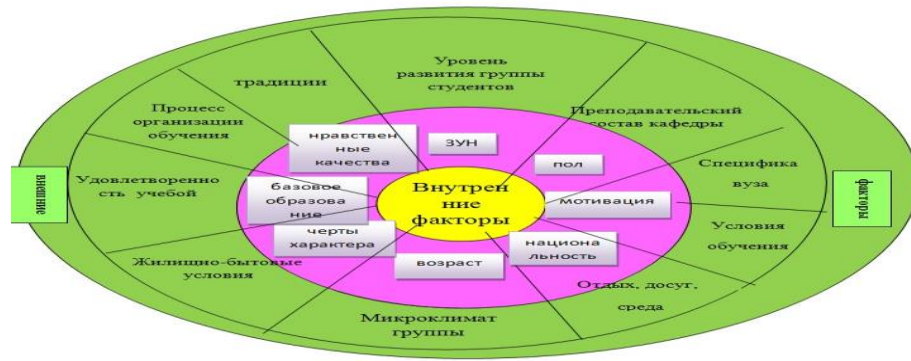 Уровень
развития группы
студентов
традиции
Процесс
организации
обучения
Преподавательский
состав кафедры
нравствен
ные
качества
ЗУН
пол
Специфика
вуза
Удовлетворенно
сть учебой
внешние
факторы
базовое
образова
ние
Внутрен
ние
факторы
мотивация
черты
характера
национа
льность
Условия
обучения
возраст
Жилищно-бытовые
условия
Отдых, досуг,
среда
Микроклимат
группы